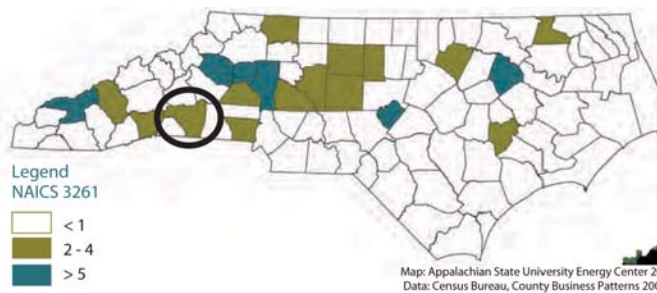 Legend
NAICS 3261
< 1
2 - 4
> 5
Map: Appalachian State University Energy Center
Data: Census Bureau, County Business Patterns